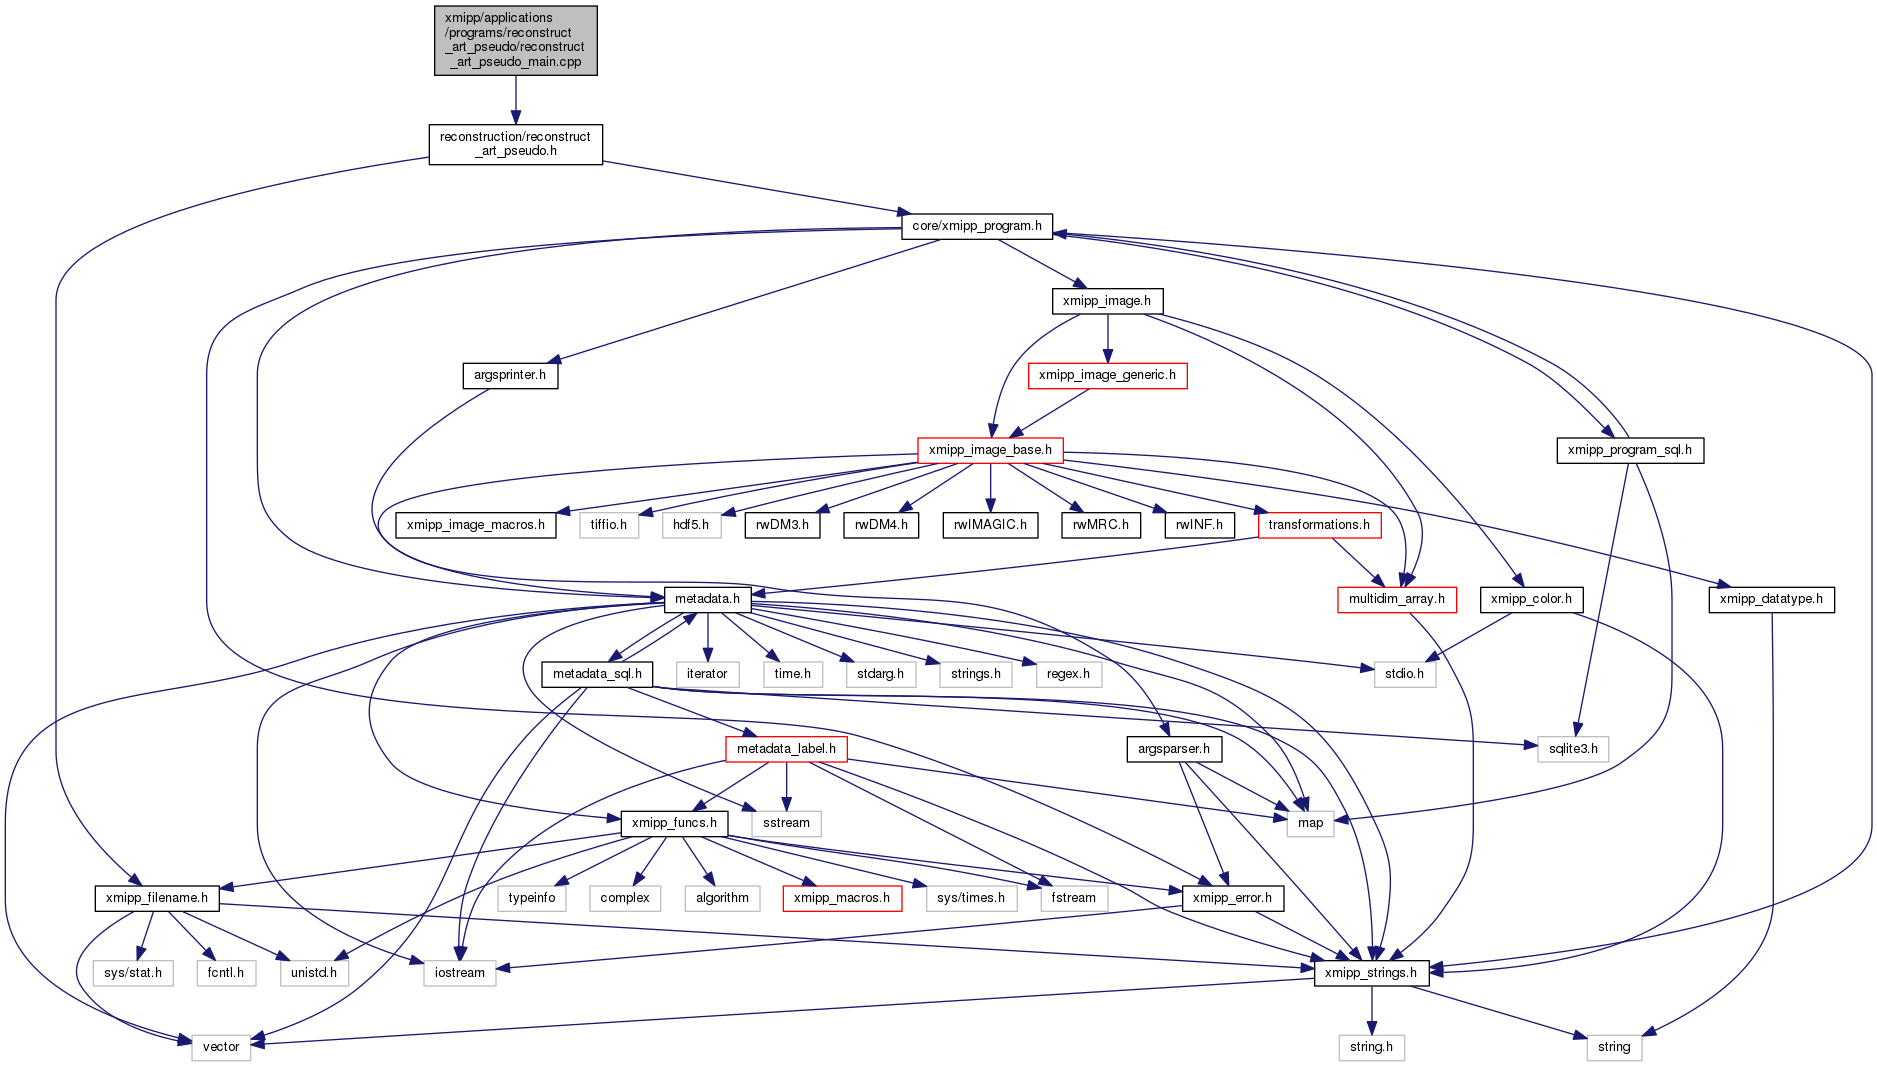 xmipp/applications
/programs/reconstruct
_art_pseudo/reconstruct
_art_pseudo_main.cpp
reconstruction/reconstruct
_art_pseudo.h
core/xmipp_program.h
xmipp_image.h
argsprinter.h
xmipp_image_generic.h
xmipp_image_base.h
xmipp_program_sql.h
xmipp_image_macros.h
tiffio.h
hdf5.h
rwDM3.h
rwDM4.h
rwIMAGIC.h
rwMRC.h
rwINF.h
transformations.h
metadata.h
multidim_array.h
xmipp_color.h
xmipp_datatype.h
metadata_sql.h
iterator
time.h
stdarg.h
strings.h
regex.h
stdio.h
metadata_label.h
argsparser.h
sqlite3.h
xmipp_funcs.h
sstream
map
xmipp_filename.h
typeinfo
complex
algorithm
xmipp_macros.h
sys/times.h
fstream
xmipp_error.h
sys/stat.h
fcntl.h
unistd.h
iostream
xmipp_strings.h
vector
string.h
string